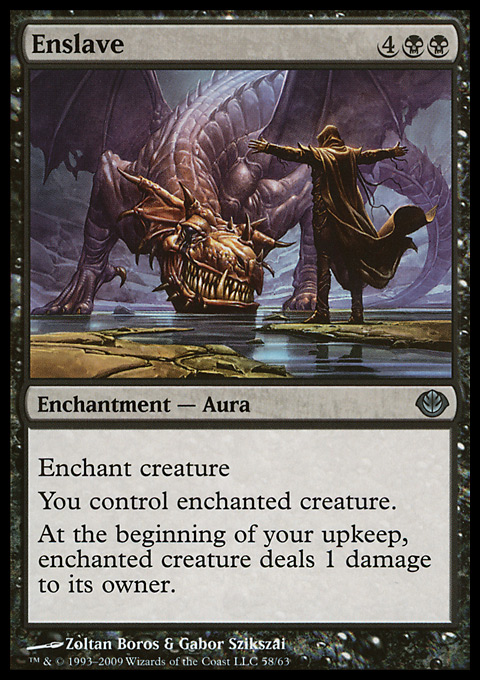 Enslave 4
Enchantment — Aura
Enchant creature
You control enchanted creature.
At the beginning of your upkeep,
enchanted creature deals 1 damage
to its owner.
Zoltan Boros & Gabor Szikszai
™ & © 1993–2009 Wizards of the Coast LLC 58/63